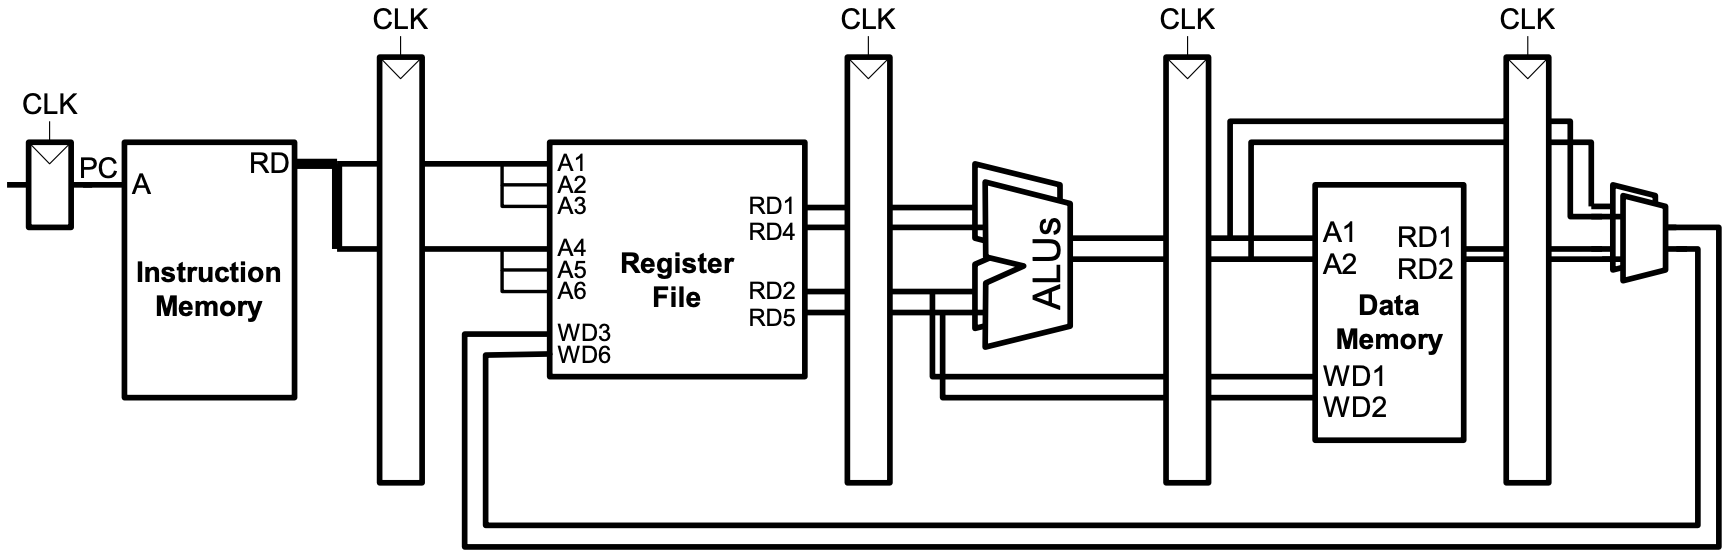 CLK
CLK
CLK
CLK
CLK
PC
A
RD
Instruction
Memory
A1
A2
A3
A4
A5
A6
WD3
WD6
Register
File
RD1
RD4
RD2
RD5
ALUs
A1
A2
RD1
RD2
Data
Memory
WD1
WD2